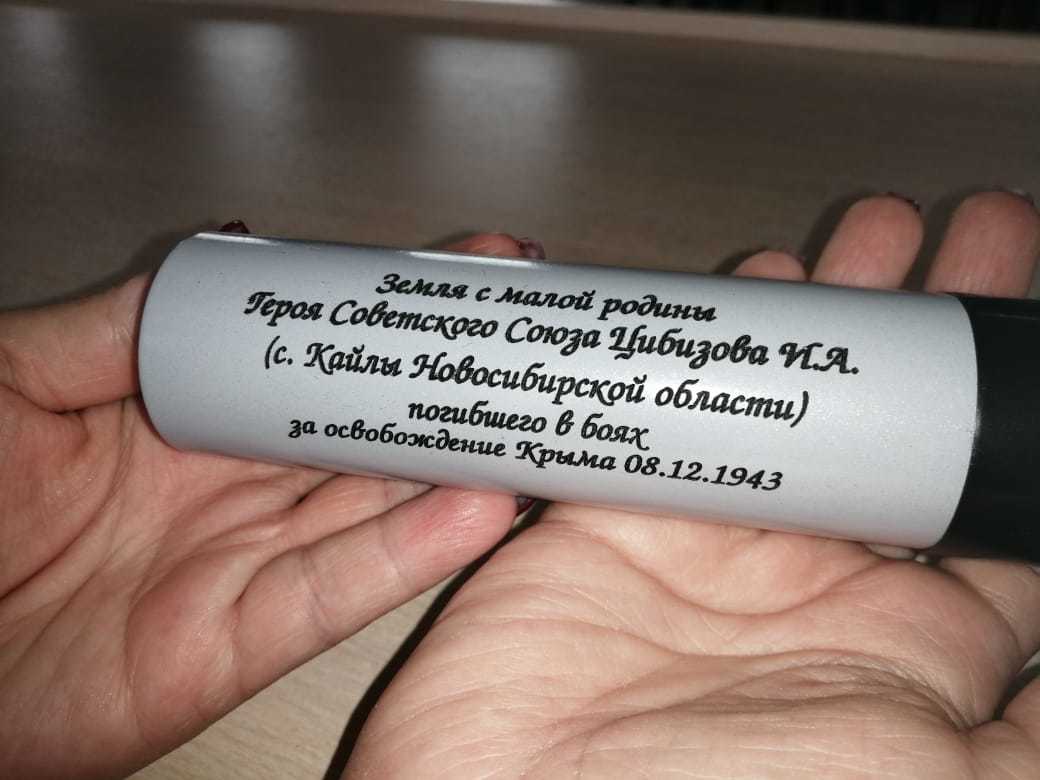 Земля с малой родины
Героя Советского Союза Цибизова И.А.
(с. Кайлы Новосибирской области)
погибшего в боях
за освобождение Крыма 08.12.1943